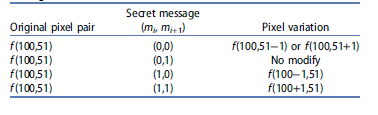 Secret message
Original pixel pair (mᵢ, mᵢ₊₁) Pixel variation
f(100,51) (0,0) f(100,51−1) or f(100,51+1)
f(100,51) (0,1) No modify
f(100,51) (1,0) f(100−1,51)
f(100,51) (1,1) f(100+1,51)